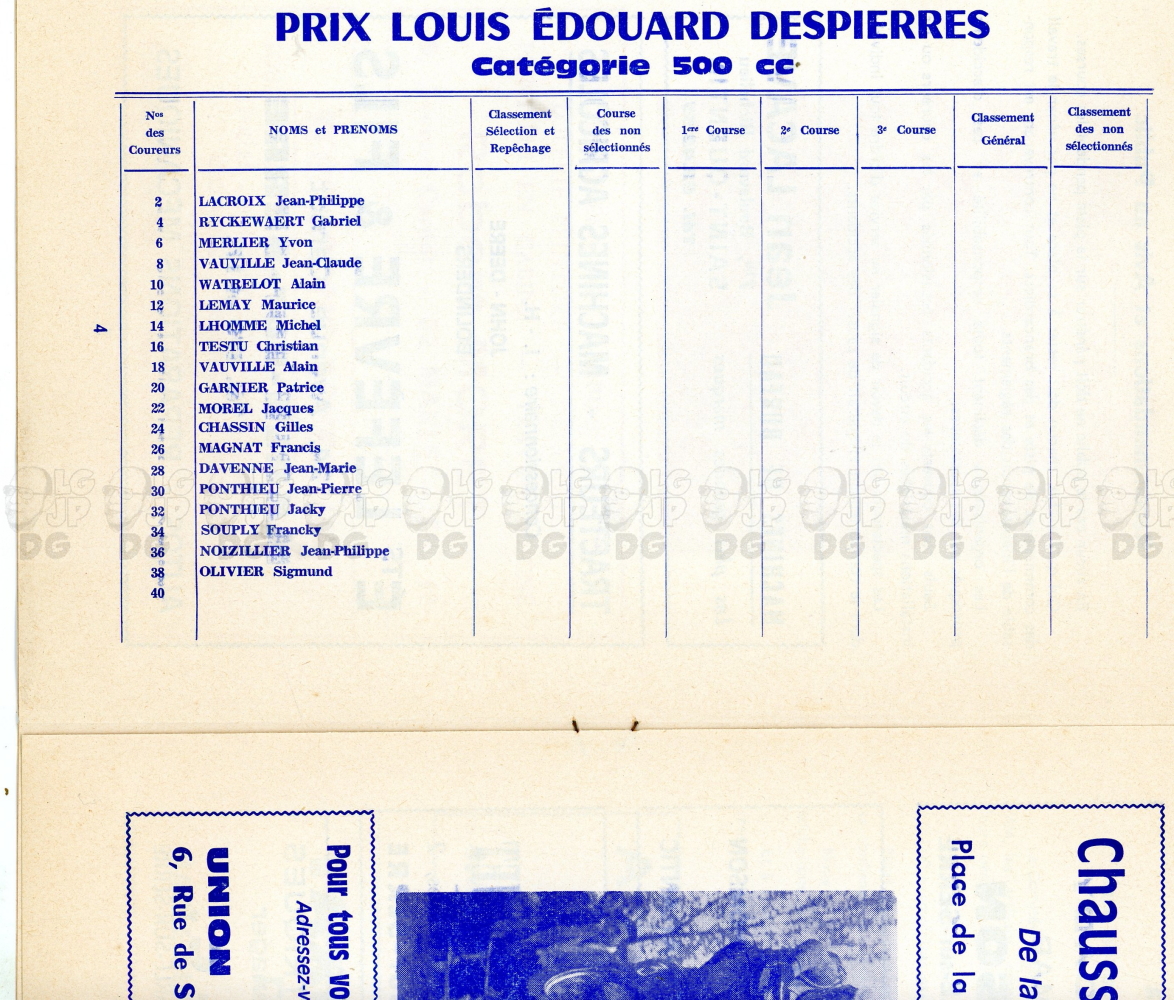 PRIX LOUIS ÉDOUARD DESPIERRES
Catégorie 500 cc
Nos des Coureurs
NOMS et PRENOMS
Classement Sélection et Repêchage
Course des non sélectionnés
1ere Course
2e Course
3e Course
Classement Général
Classement des non sélectionnés
2 LACROIX Jean-Philippe
4 RYCKEWAERT Gabriel
6 MERLIER Yvon
8 VAUVILLE Jean-Claude
10 WATRELOT Alain
12 LEMAY Maurice
14 LHOMME Michel
16 TESTU Christian
18 VAUVILLE Alain
20 GARNIER Patrice
22 MOREL Jacques
24 CHASSIN Gilles
26 MAGNAT Francis
28 DAVENNE Jean-Marie
30 PONTHIEU Jean-Pierre
32 PONTHIEU Jacky
34 SOUPLY Francky
36 NOIZILLIER Jean-Philippe
38 OLIVIER Sigmund
40
4
LG JP DG
Pour tous vo
Adressez-v
UNION
6, Rue de S
Chauss
De la
Place de la